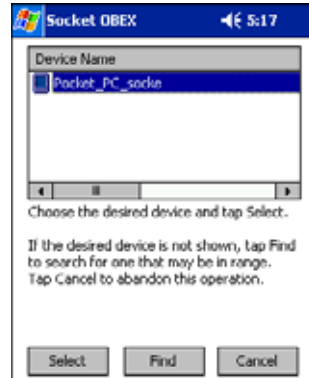 Socket OBEX 5:17
Device Name
Pocket_PC_socke
Choose the desired device and tap Select.
If the desired device is not shown, tap Find
to search for one that may be in range.
Tap Cancel to abandon this operation.
Select Find Cancel